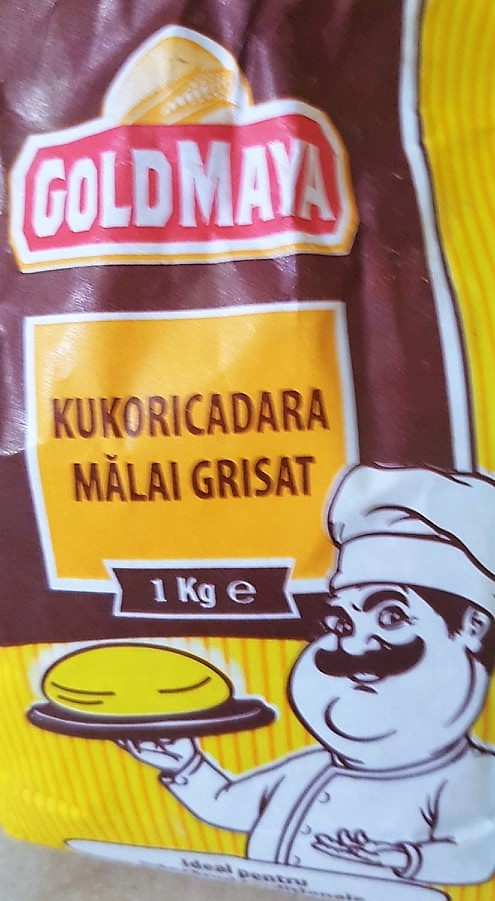 GOLDMAYA
KUKORICADARA
MĂLAI GRISAT
1 Kg e
Ideal pentru